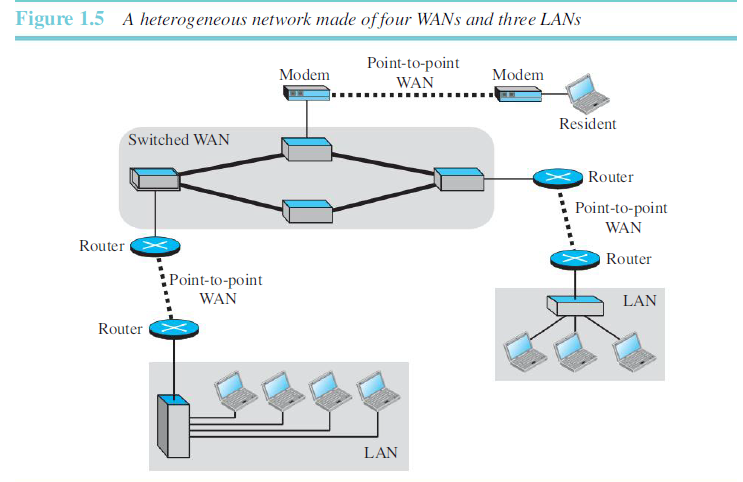 Figure 1.5 A heterogeneous network made of four WANs and three LANs
Point-to-point
WAN
Modem
Modem
Resident
Switched WAN
Router
Point-to-point
WAN
Router
Router
Point-to-point
WAN
Router
LAN
LAN